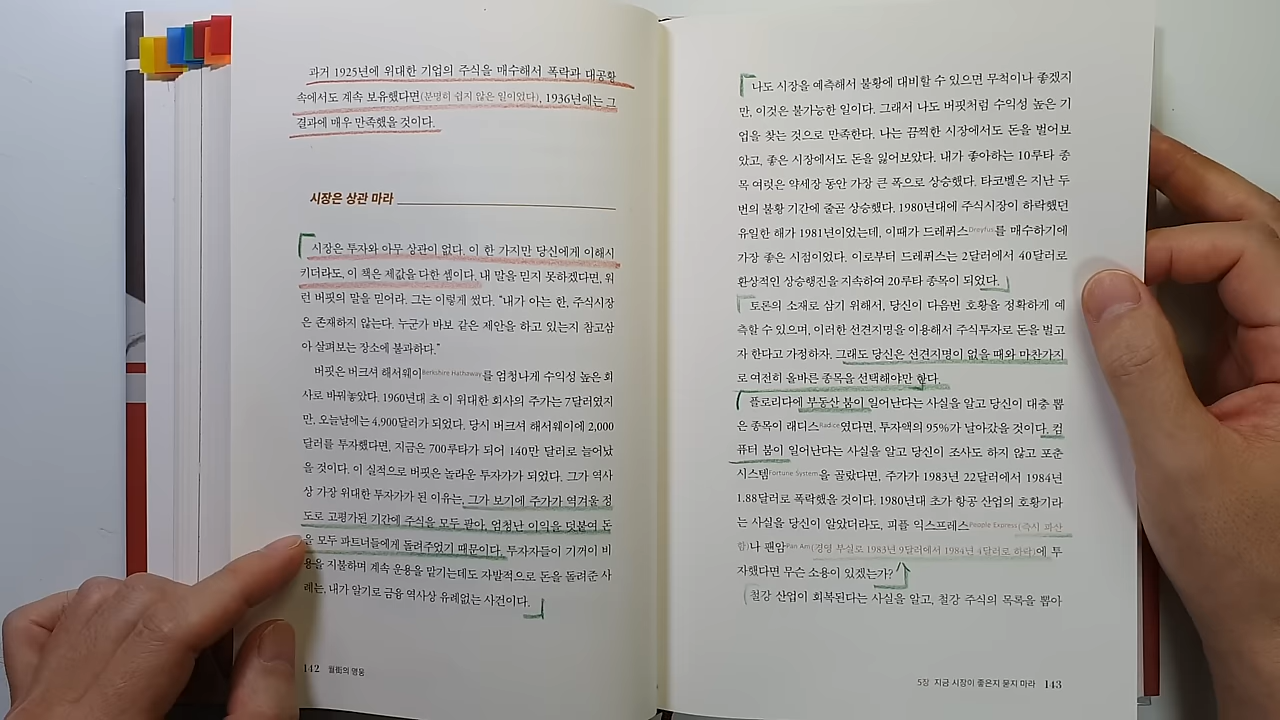 과거 1925년에 위대한 기업의 주식을 매수해서 폭락과 대공황
속에서도 계속 보유했다면(분명히 쉽지 않은 일이었다), 1936년에는 그
결과에 매우 만족했을 것이다.
시장은 상관 마라
시장은 투자와 아무 상관이 없다. 이 한 가지만 당신에게 이해시
키더라도, 이 책은 제값을 다한 셈이다. 내 말을 믿지 못하겠다면, 워
런 버핏의 말을 믿어라. 그는 이렇게 썼다. “내가 아는 한, 주식시장
은 존재하지 않는다. 누군가 바보 같은 제안을 하고 있는지 참고삼
아 살펴보는 장소에 불과하다.”
버핏은 버크셔 해서웨이Berkshire Hathaway를 엄청나게 수익성 높은 회
사로 바꿔놓았다. 1960년대 초 이 위대한 회사의 주가는 7달러였지
만, 오늘날에는 4,900달러가 되었다. 당시 버크셔 해서웨이에 2,000
달러를 투자했다면, 지금은 700루타가 되어 140만 달러로 늘어났
을 것이다. 이 실적으로 버핏은 놀라운 투자가가 되었다. 그가 역사
상 가장 위대한 투자가가 된 이유는, 그가 보기에 주가가 역겨울 정
도로 고평가된 기간에 주식을 모두 팔아, 엄청난 이익을 덧붙여 돈
을 모두 파트너들에게 돌려주었기 때문이다. 투자자들이 기꺼이 비
용을 지불하며 계속 운용을 맡기는데도 자발적으로 돈을 돌려준 사
례는, 내가 알기로 금융 역사상 유례없는 사건이다.
142 월街의 영웅
나도 시장을 예측해서 불황에 대비할 수 있으면 무척이나 좋겠지
만, 이것은 불가능한 일이다. 그래서 나도 버핏처럼 수익성 높은 기
업을 찾는 것으로 만족한다. 나는 끔찍한 시장에서도 돈을 벌어보
았고, 좋은 시장에서도 돈을 잃어보았다. 내가 좋아하는 10루타 종
목 여럿은 약세장 동안 가장 큰 폭으로 상승했다. 타코벨은 지난 두
번의 불황 기간에 줄곧 상승했다. 1980년대에 주식시장이 하락했던
유일한 해가 1981년이었는데, 이때가 드레퓌스Dreyfus를 매수하기에
가장 좋은 시점이었다. 이로부터 드레퓌스는 2달러에서 40달러로
환상적인 상승행진을 지속하여 20루타 종목이 되었다.
토론의 소재로 삼기 위해서, 당신이 다음번 호황을 정확하게 예
측할 수 있으며, 이러한 선견지명을 이용해서 주식투자로 돈을 벌고
자 한다고 가정하자. 그래도 당신은 선견지명이 없을 때와 마찬가지
로 여전히 올바른 종목을 선택해야만 한다.
플로리다에 부동산 붐이 일어난다는 사실을 알고 당신이 대충 뽑
은 종목이 래디스Radice였다면, 투자액의 95%가 날아갔을 것이다. 컴
퓨터 붐이 일어난다는 사실을 알고 당신이 조사도 하지 않고 포춘
시스템Fortune System을 골랐다면, 주가가 1983년 22달러에서 1984년
1.88달러로 폭락했을 것이다. 1980년대 초가 항공 산업의 호황기라
는 사실을 당신이 알았더라도, 피플 익스프레스People Express(즉시 파산
함)나 팬암Pan Am(경영 부실로 1983년 9달러에서 1984년 4달러로 하락)에 투
자했다면 무슨 소용이 있겠는가?
철강 산업이 회복된다는 사실을 알고, 철강 주식의 목록을 뽑아
5장 지금 시장이 좋은지 묻지 마라 143